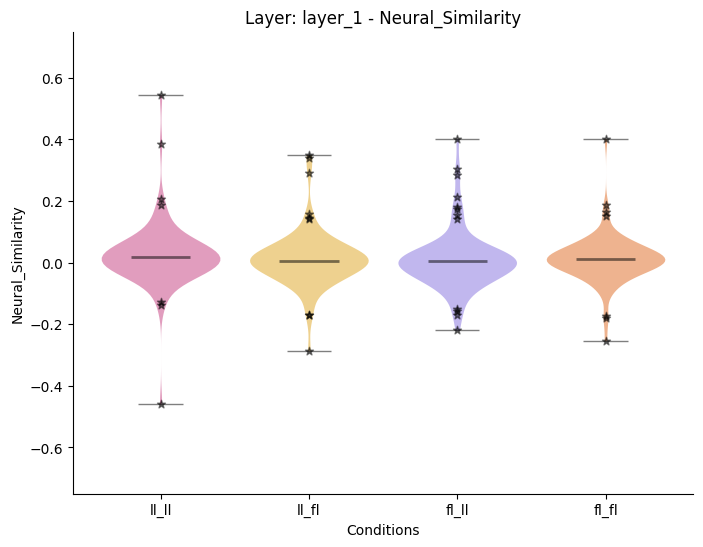 Layer: layer_1 - Neural_Similarity
Neural_Similarity
0.6
0.4
0.2
0.0
−0.2
−0.4
−0.6
ll_ll
ll_fl
fl_ll
fl_fl
Conditions